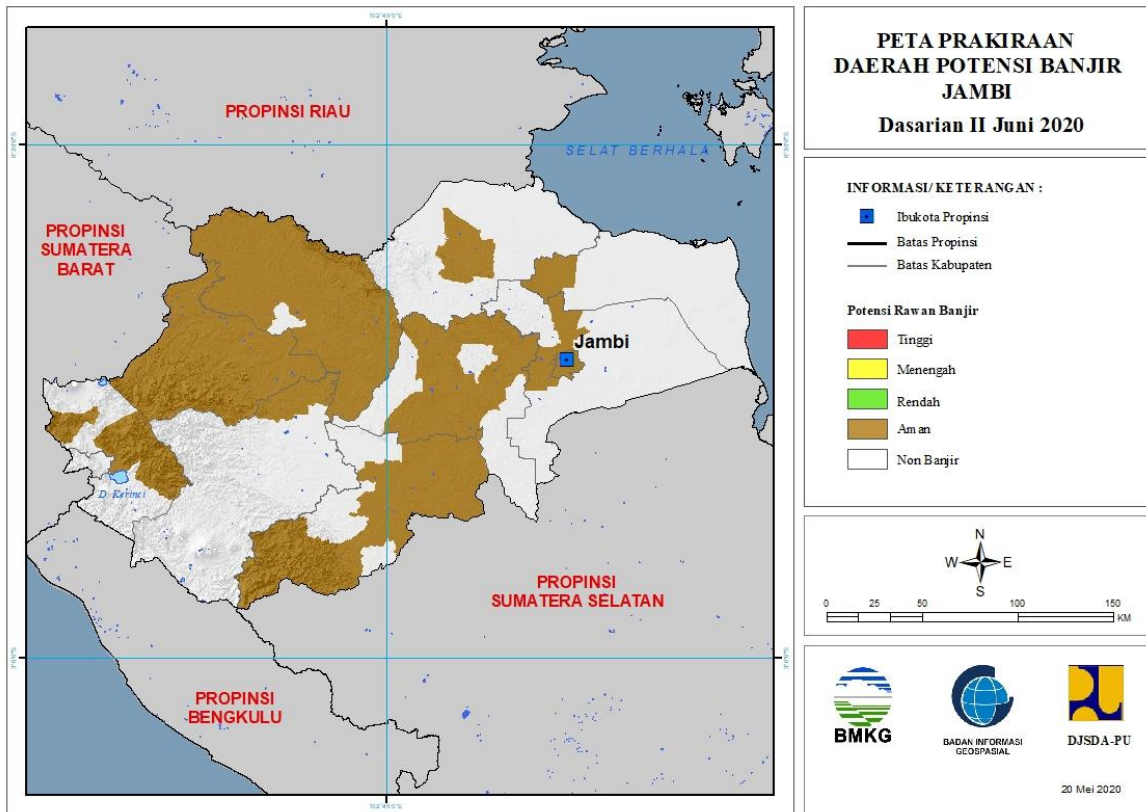 PETA PRAKIRAAN
DAERAH POTENSI BANJIR
JAMBI
Dasarian II Juni 2020
INFORMASI/ KETERANGAN :
Ibukota Propinsi
Batas Propinsi
Batas Kabupaten
Potensi Rawan Banjir
Tinggi
Menengah
Rendah
Aman
Non Banjir
N
W
E
S
0 25 50 100 150
KM
BMKG
BADAN INFORMASI
GEOSPASIAL
DJSDA-PU
20 Mei 2020
PROPINSI RIAU
SELAT BERHALA
PROPINSI
SUMATERA
BARAT
Jambi
D. Kerinci
PROPINSI
SUMATERA SELATAN
PROPINSI
BENGKULU